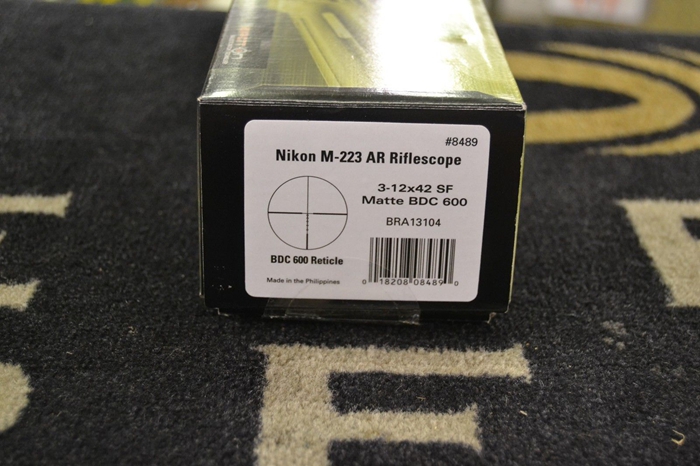 #8489
Nikon M-223 AR Riflescope
3-12x42 SF
Matte BDC 600
BRA13104
BDC 600 Reticle
Made in the Philippines
0 18208 08489 0
E